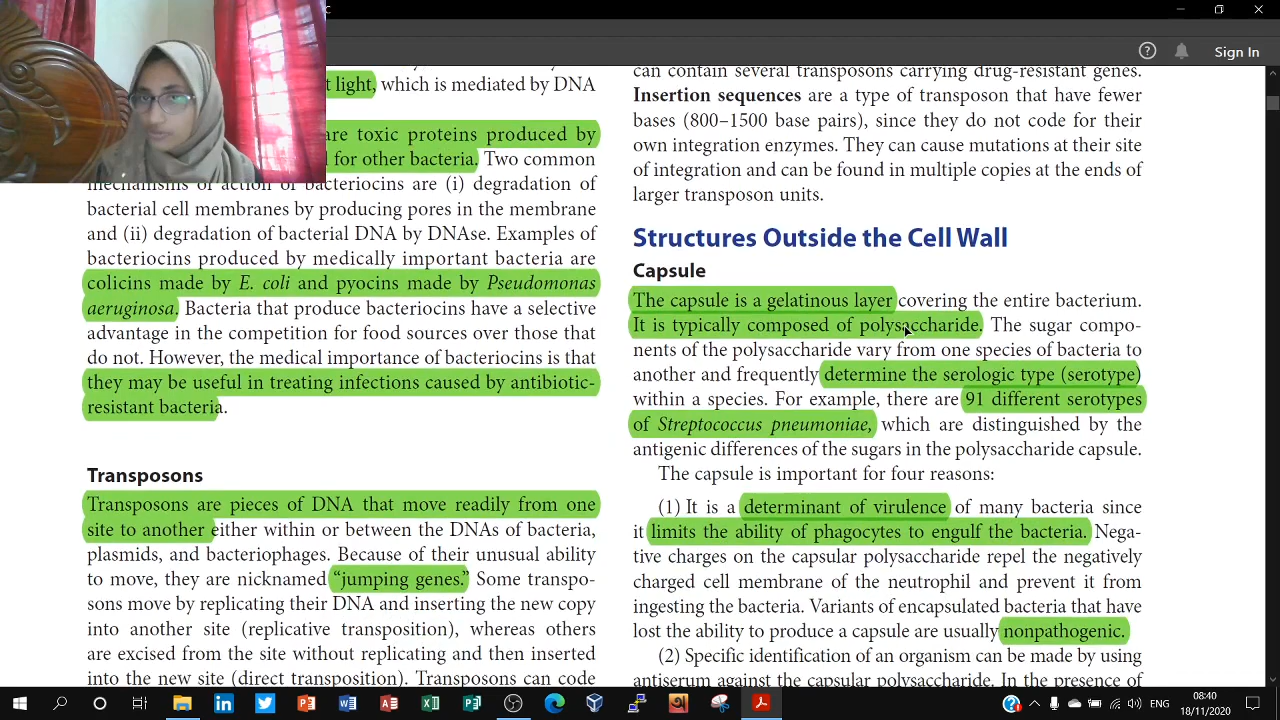 C
Sign In
t light, which is mediated by DNA
are toxic proteins produced by
l for other bacteria. Two common
mechanisms of action of bacteriocins are (i) degradation of
bacterial cell membranes by producing pores in the membrane
and (ii) degradation of bacterial DNA by DNAse. Examples of
bacteriocins produced by medically important bacteria are
colicins made by E. coli and pyocins made by Pseudomonas
aeruginosa. Bacteria that produce bacteriocins have a selective
advantage in the competition for food sources over those that
do not. However, the medical importance of bacteriocins is that
they may be useful in treating infections caused by antibiotic-
resistant bacteria.
Transposons
Transposons are pieces of DNA that move readily from one
site to another either within or between the DNAs of bacteria,
plasmids, and bacteriophages. Because of their unusual ability
to move, they are nicknamed “jumping genes.” Some transpo-
sons move by replicating their DNA and inserting the new copy
into another site (replicative transposition), whereas others
are excised from the site without replicating and then inserted
into the new site (direct transposition). Transposons can code
can contain several transposons carrying drug-resistant genes.
Insertion sequences are a type of transposon that have fewer
bases (800–1500 base pairs), since they do not code for their
own integration enzymes. They can cause mutations at their site
of integration and can be found in multiple copies at the ends of
larger transposon units.
Structures Outside the Cell Wall
Capsule
The capsule is a gelatinous layer covering the entire bacterium.
It is typically composed of polysaccharide. The sugar compo-
nents of the polysaccharide vary from one species of bacteria to
another and frequently determine the serologic type (serotype)
within a species. For example, there are 91 different serotypes
of Streptococcus pneumoniae, which are distinguished by the
antigenic differences of the sugars in the polysaccharide capsule.
The capsule is important for four reasons:
(1) It is a determinant of virulence of many bacteria since
it limits the ability of phagocytes to engulf the bacteria. Nega-
tive charges on the capsular polysaccharide repel the negatively
charged cell membrane of the neutrophil and prevent it from
ingesting the bacteria. Variants of encapsulated bacteria that have
lost the ability to produce a capsule are usually nonpathogenic.
(2) Specific identification of an organism can be made by using
antiserum against the capsular polysaccharide. In the presence of
ENG
08:40
18/11/2020